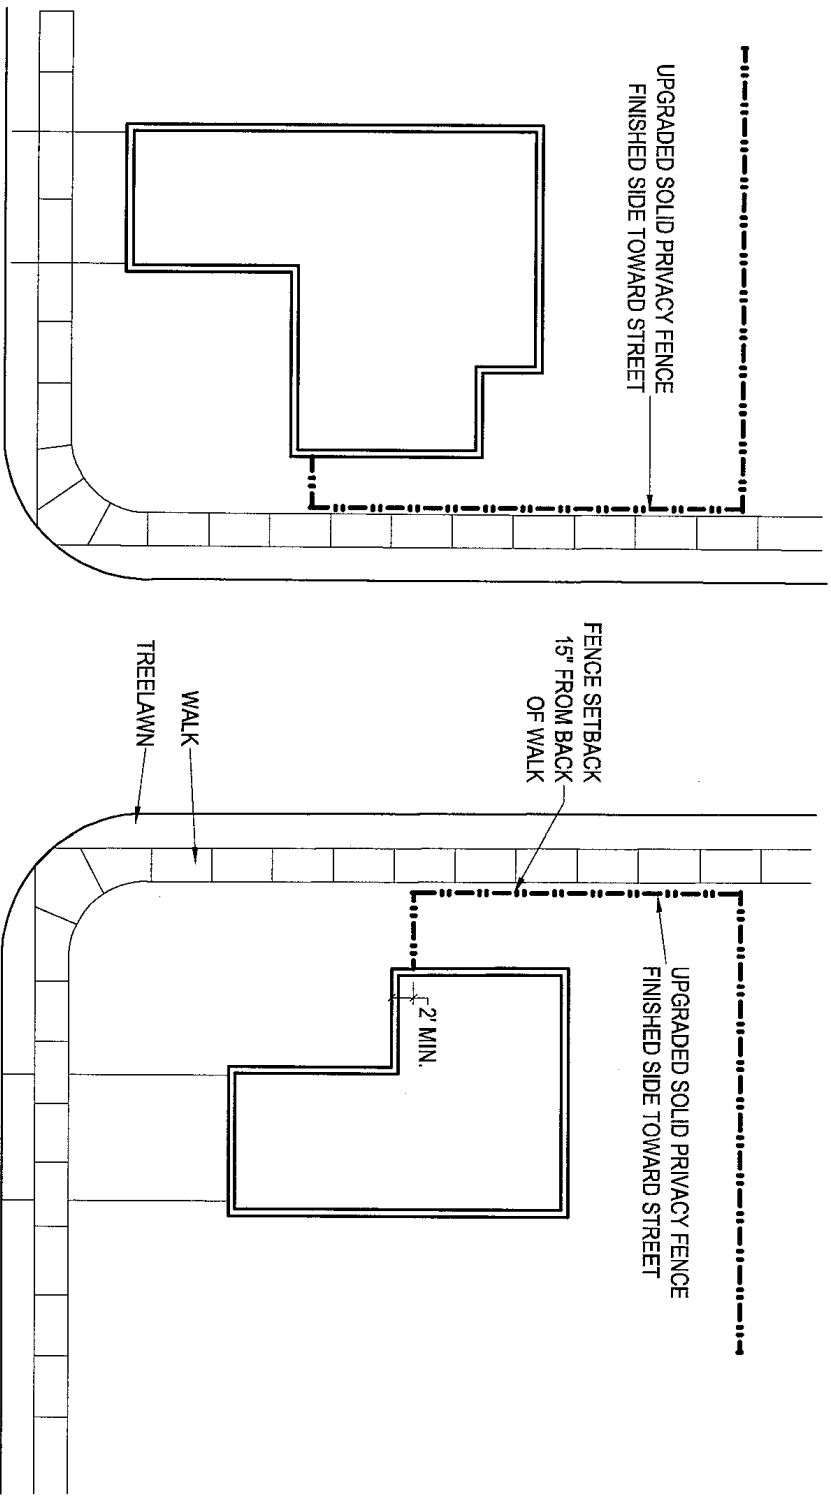 UPGRADED SOLID PRIVACY FENCE
FINISHED SIDE TOWARD STREET
FENCE SETBACK
15" FROM BACK
OF WALK
WALK
TREELAWN
UPGRADED SOLID PRIVACY FENCE
FINISHED SIDE TOWARD STREET
2' MIN.